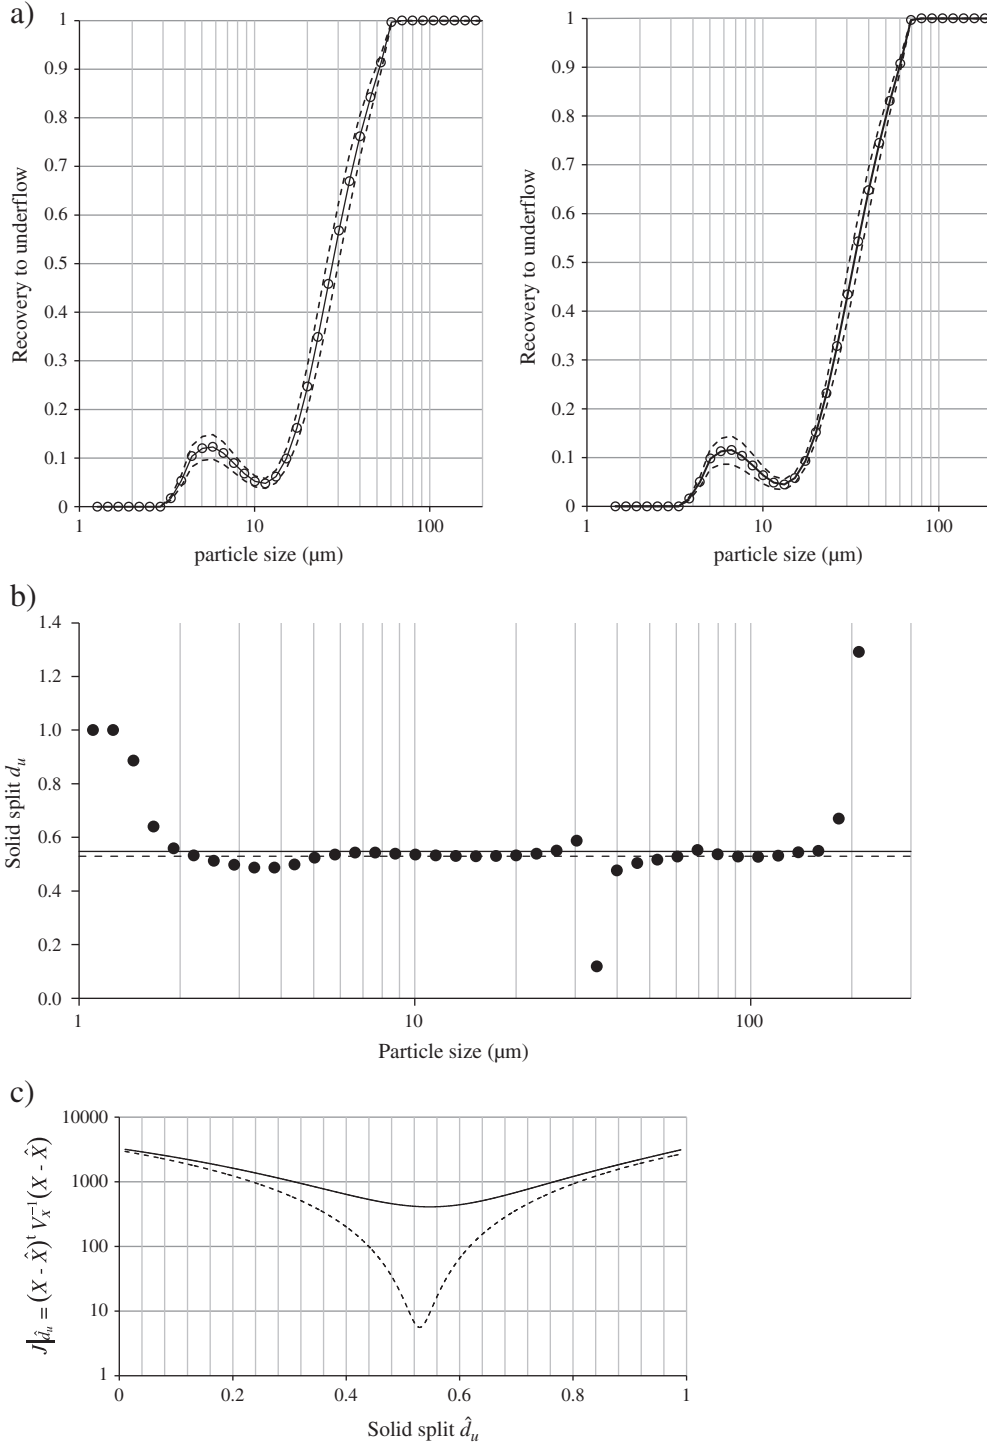 a)
1
0.9
0.8
0.7
0.6
0.5
0.4
0.3
0.2
0.1
0
Recovery to underflow
1 10 100
particle size (µm)
1
0.9
0.8
0.7
0.6
0.5
0.4
0.3
0.2
0.1
0
Recovery to underflow
1 10 100
particle size (µm)
b)
1.4
1.2
1.0
0.8
0.6
0.4
0.2
0.0
Solid split d_u
1 10 100
Particle size (µm)
c)
10000
1000
100
10
1
J|_{d̂_u} = (X - X̂)^t V_x^{-1} (X - X̂)
0 0.2 0.4 0.6 0.8 1
Solid split d̂_u